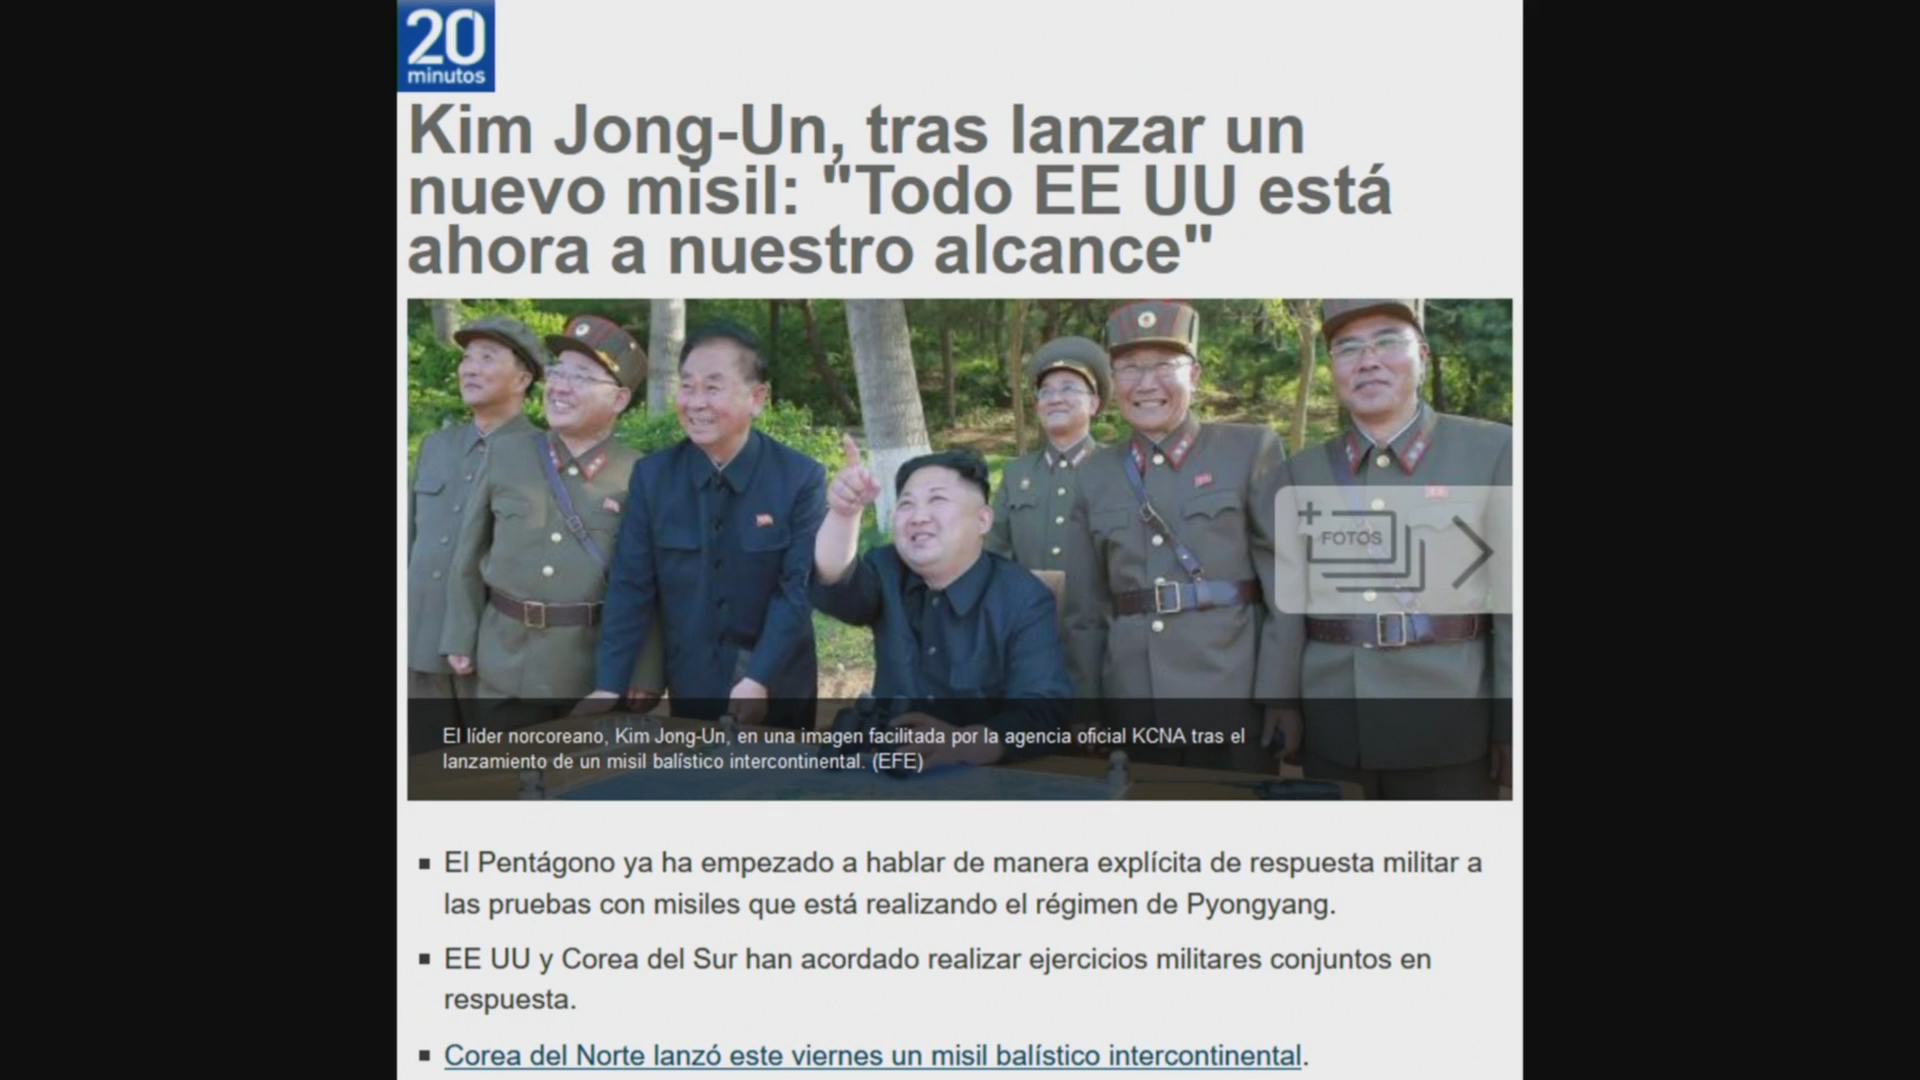 20
minutos
Kim Jong-Un, tras lanzar un
nuevo misil: "Todo EE UU está
ahora a nuestro alcance"
+
FOTOS
El líder norcoreano, Kim Jong-Un, en una imagen facilitada por la agencia oficial KCNA tras el
lanzamiento de un misil balístico intercontinental. (EFE)
El Pentágono ya ha empezado a hablar de manera explícita de respuesta militar a
las pruebas con misiles que está realizando el régimen de Pyongyang.
EE UU y Corea del Sur han acordado realizar ejercicios militares conjuntos en
respuesta.
Corea del Norte lanzó este viernes un misil balístico intercontinental.